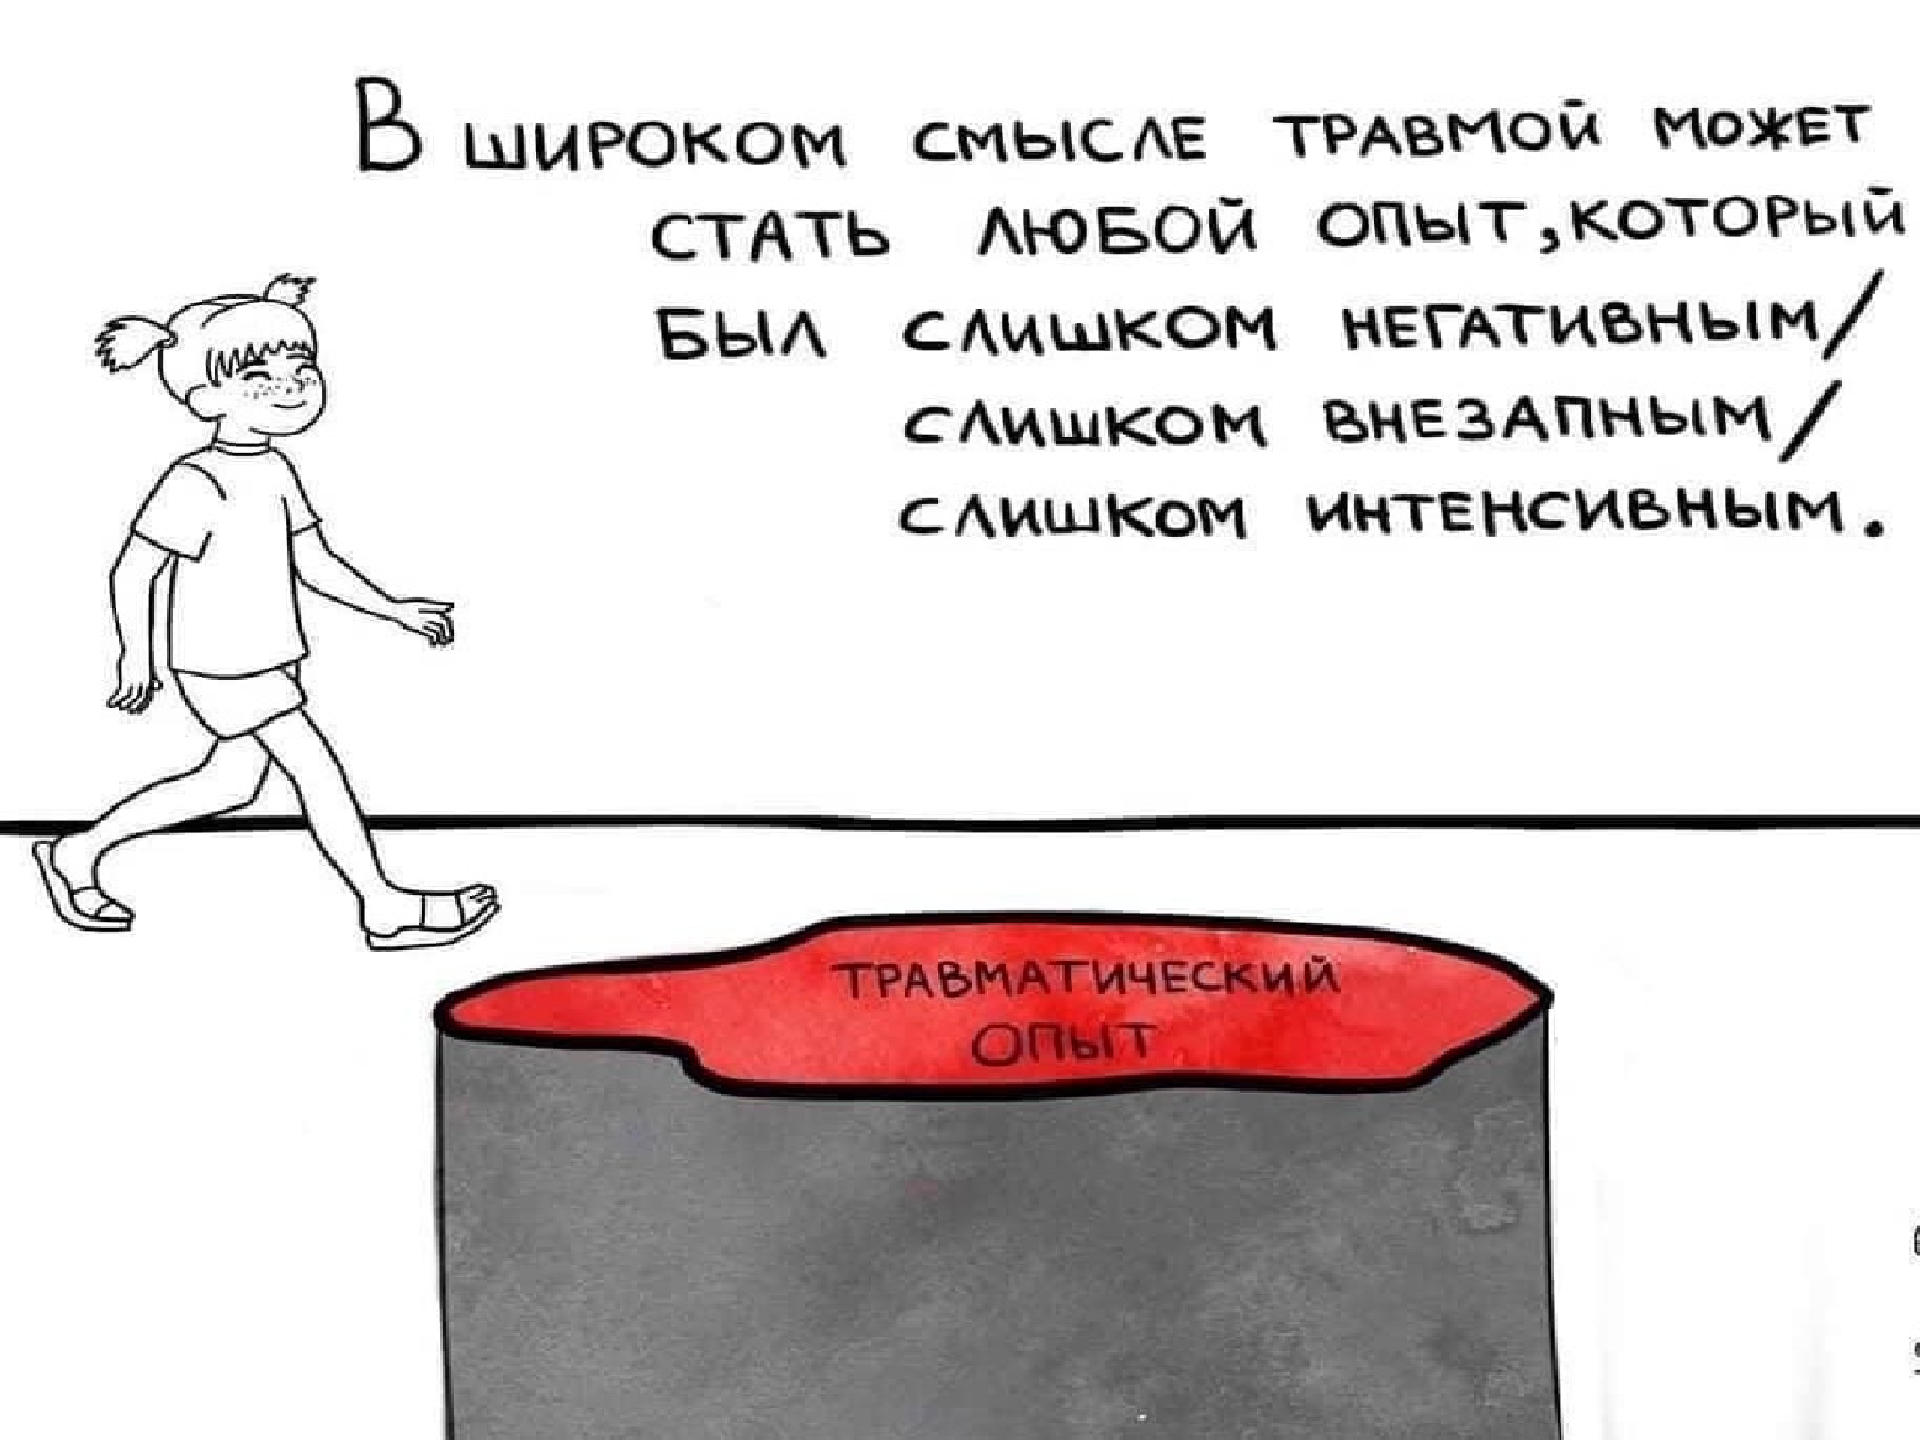 В ШИРОКОМ СМЫСЛЕ ТРАВМОЙ МОЖЕТ
СТАТЬ ЛЮБОЙ ОПЫТ, КОТОРЫЙ
БЫЛ СЛИШКОМ НЕГАТИВНЫМ/
СЛИШКОМ ВНЕЗАПНЫМ/
СЛИШКОМ ИНТЕНСИВНЫМ.
ТРАВМАТИЧЕСКИЙ
ОПЫТ